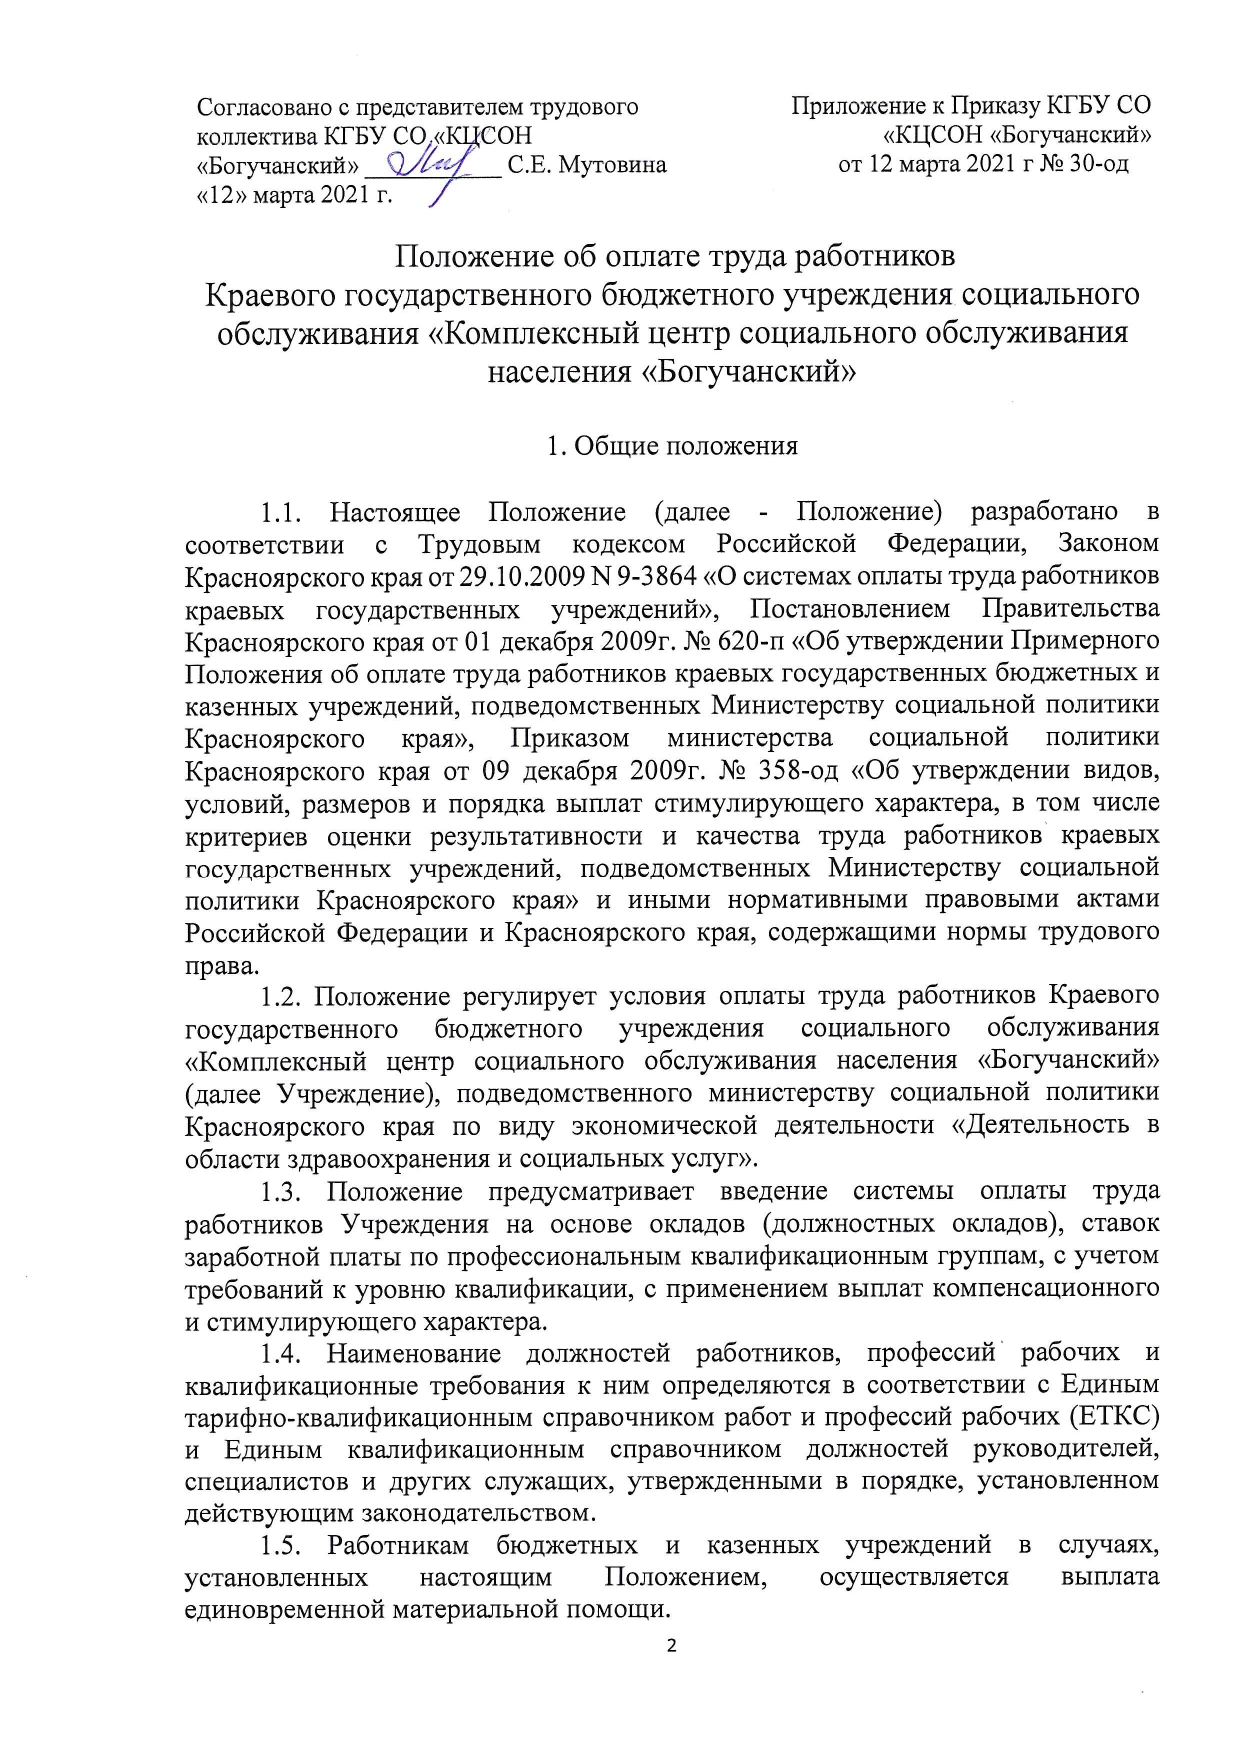 Согласовано с представителем трудового
коллектива КГБУ СО «КЦСОН
«Богучанский» ___________ С.Е. Мутовина
«12» марта 2021 г.
Приложение к Приказу КГБУ СО
«КЦСОН «Богучанский»
от 12 марта 2021 г № 30-од
Положение об оплате труда работников
Краевого государственного бюджетного учреждения социального
обслуживания «Комплексный центр социального обслуживания
населения «Богучанский»
1. Общие положения
1.1. Настоящее Положение (далее - Положение) разработано в
соответствии с Трудовым кодексом Российской Федерации, Законом
Красноярского края от 29.10.2009 N 9-3864 «О системах оплаты труда работников
краевых государственных учреждений», Постановлением Правительства
Красноярского края от 01 декабря 2009г. № 620-п «Об утверждении Примерного
Положения об оплате труда работников краевых государственных бюджетных и
казенных учреждений, подведомственных Министерству социальной политики
Красноярского края», Приказом министерства социальной политики
Красноярского края от 09 декабря 2009г. № 358-од «Об утверждении видов,
условий, размеров и порядка выплат стимулирующего характера, в том числе
критериев оценки результативности и качества труда работников краевых
государственных учреждений, подведомственных Министерству социальной
политики Красноярского края» и иными нормативными правовыми актами
Российской Федерации и Красноярского края, содержащими нормы трудового
права.
1.2. Положение регулирует условия оплаты труда работников Краевого
государственного бюджетного учреждения социального обслуживания
«Комплексный центр социального обслуживания населения «Богучанский»
(далее Учреждение), подведомственного министерству социальной политики
Красноярского края по виду экономической деятельности «Деятельность в
области здравоохранения и социальных услуг».
1.3. Положение предусматривает введение системы оплаты труда
работников Учреждения на основе окладов (должностных окладов), ставок
заработной платы по профессиональным квалификационным группам, с учетом
требований к уровню квалификации, с применением выплат компенсационного
и стимулирующего характера.
1.4. Наименование должностей работников, профессий рабочих и
квалификационные требования к ним определяются в соответствии с Единым
тарифно-квалификационным справочником работ и профессий рабочих (ЕТКС)
и Единым квалификационным справочником должностей руководителей,
специалистов и других служащих, утвержденными в порядке, установленном
действующим законодательством.
1.5. Работникам бюджетных и казенных учреждений в случаях,
установленных настоящим Положением, осуществляется выплата
единовременной материальной помощи.
2